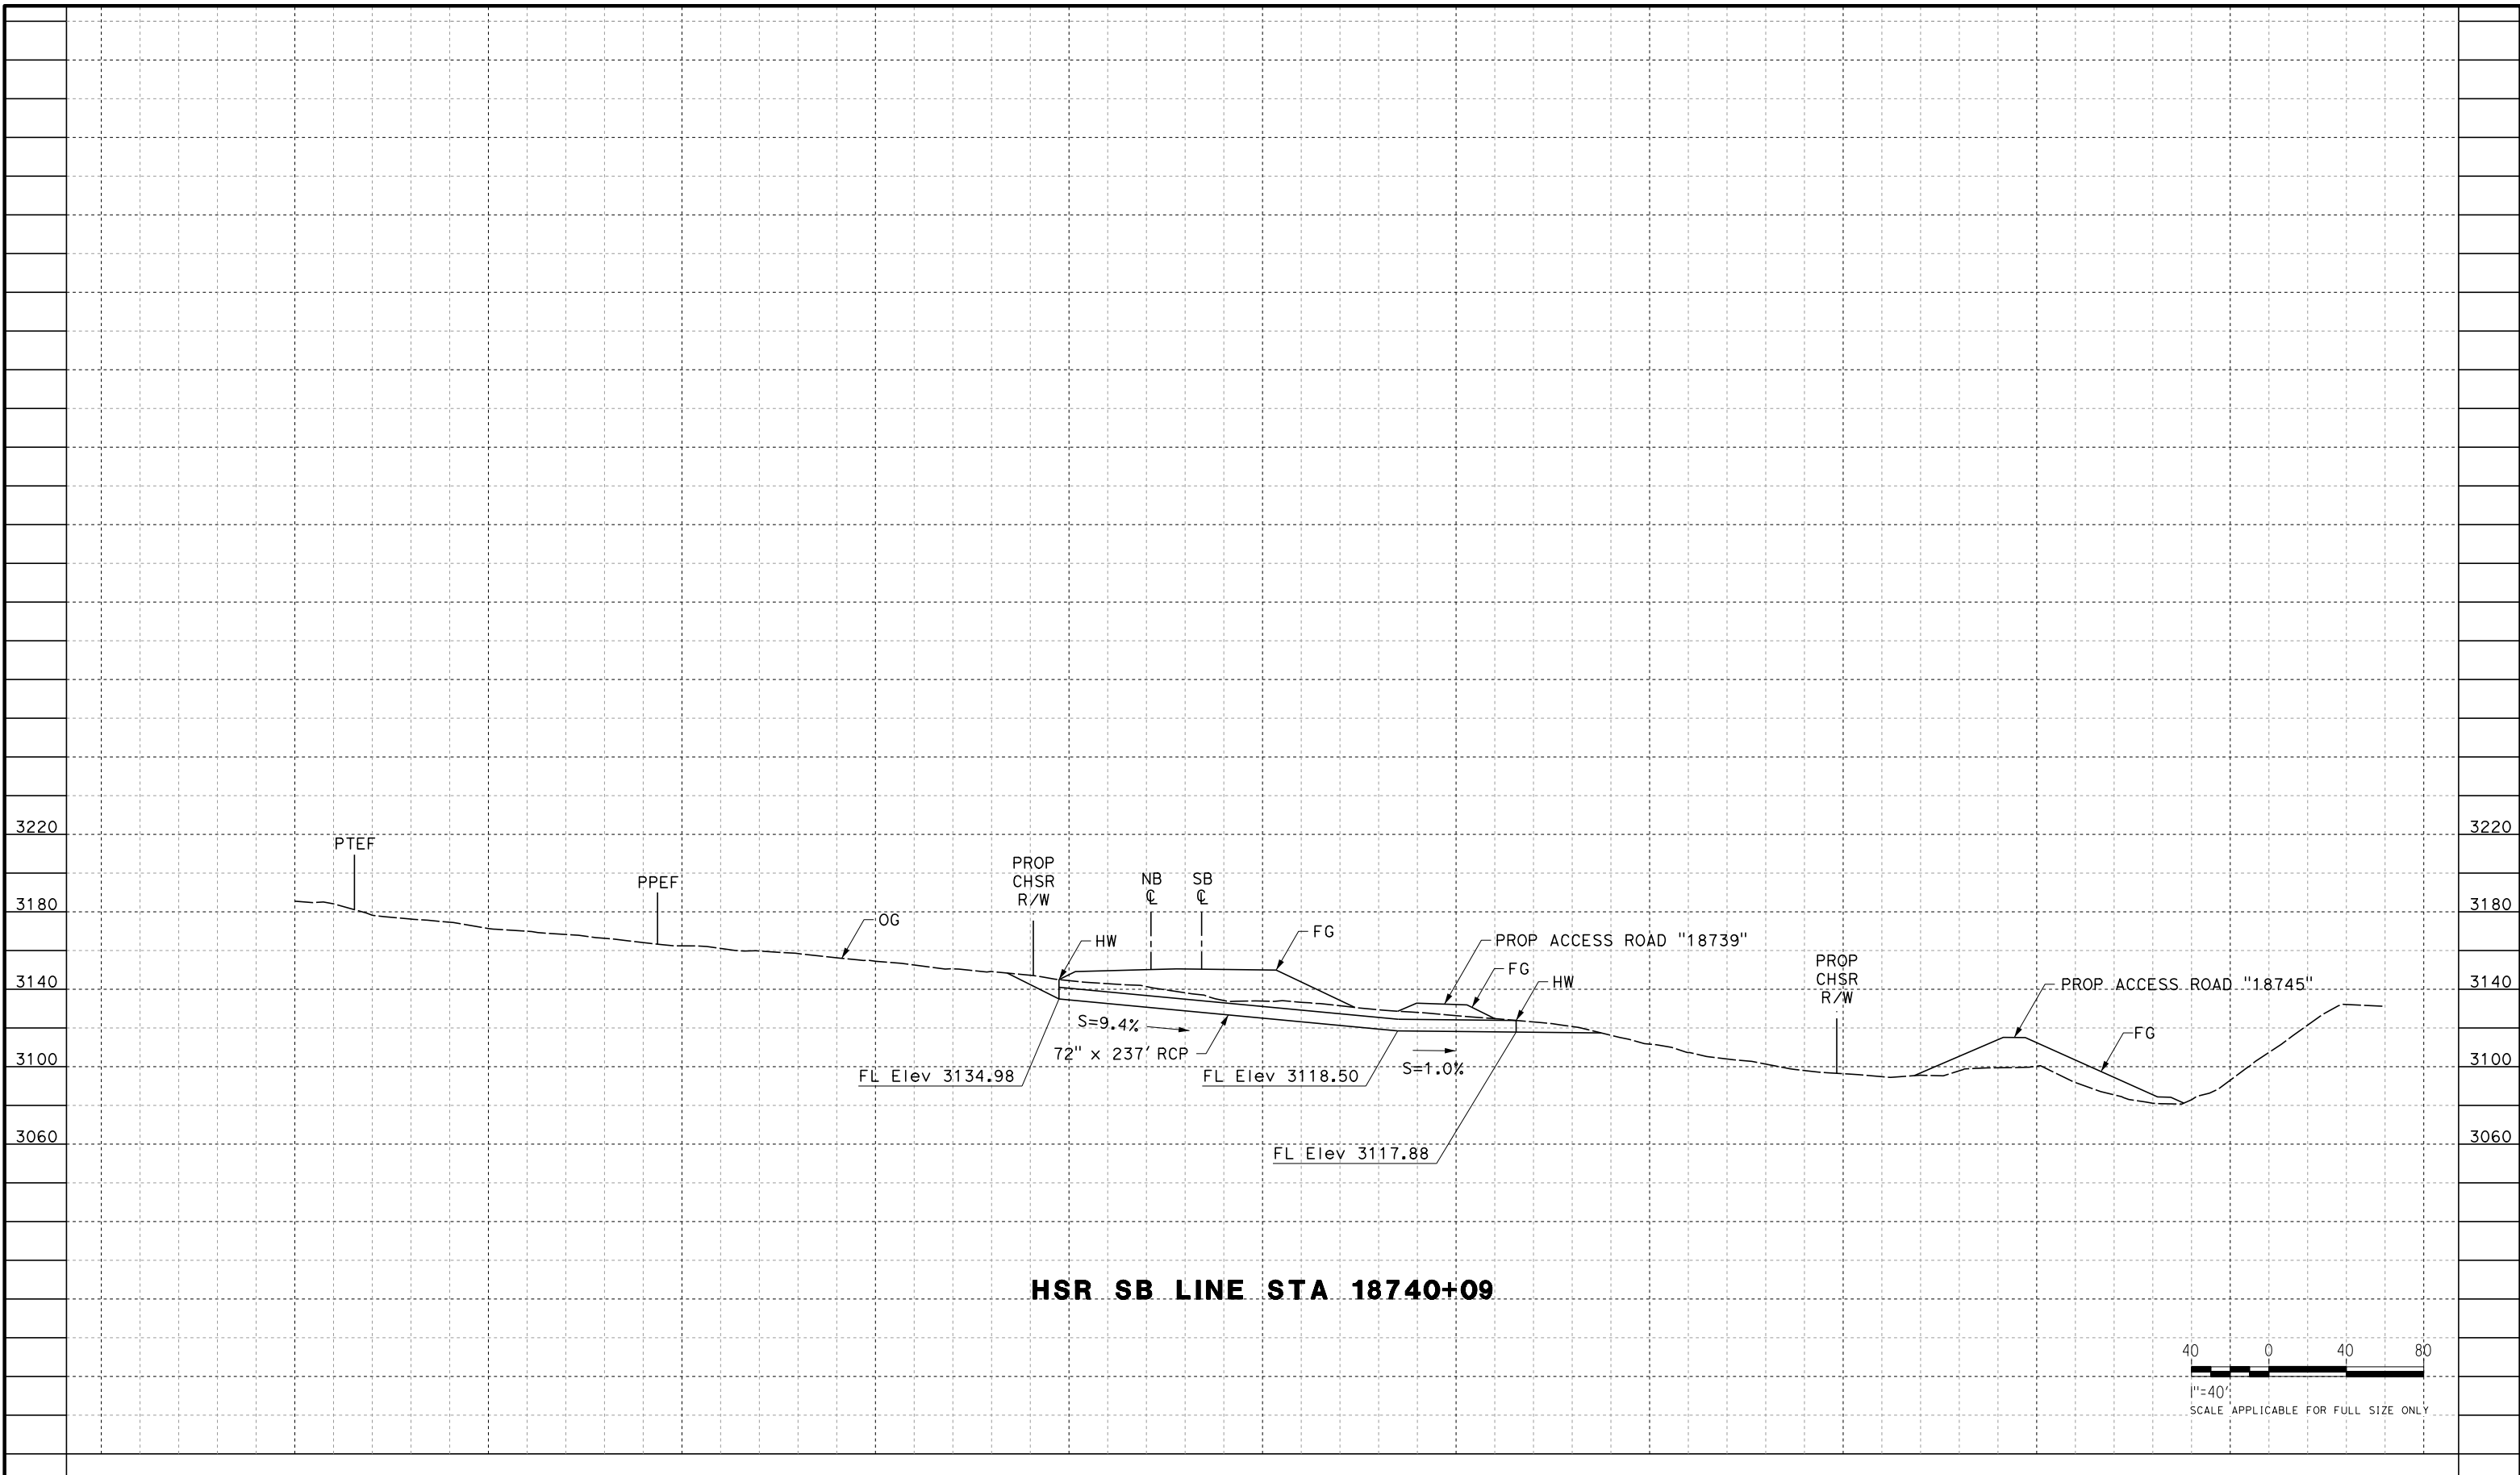 3220
3220
PTEF
PROP
CHSR
R/W
PPEF
NB
℄
SB
℄
3180
3180
OG
HW
FG
PROP ACCESS ROAD "18739"
FG
HW
PROP
CHSR
R/W
3140
3140
PROP ACCESS ROAD "18745"
FG
S=9.4%
72" x 237' RCP
S=1.0%
3100
3100
FL Elev 3134.98
FL Elev 3118.50
3060
3060
FL Elev 3117.88
HSR SB LINE STA 18740+09
40 0 40 80
1"=40'
SCALE APPLICABLE FOR FULL SIZE ONLY